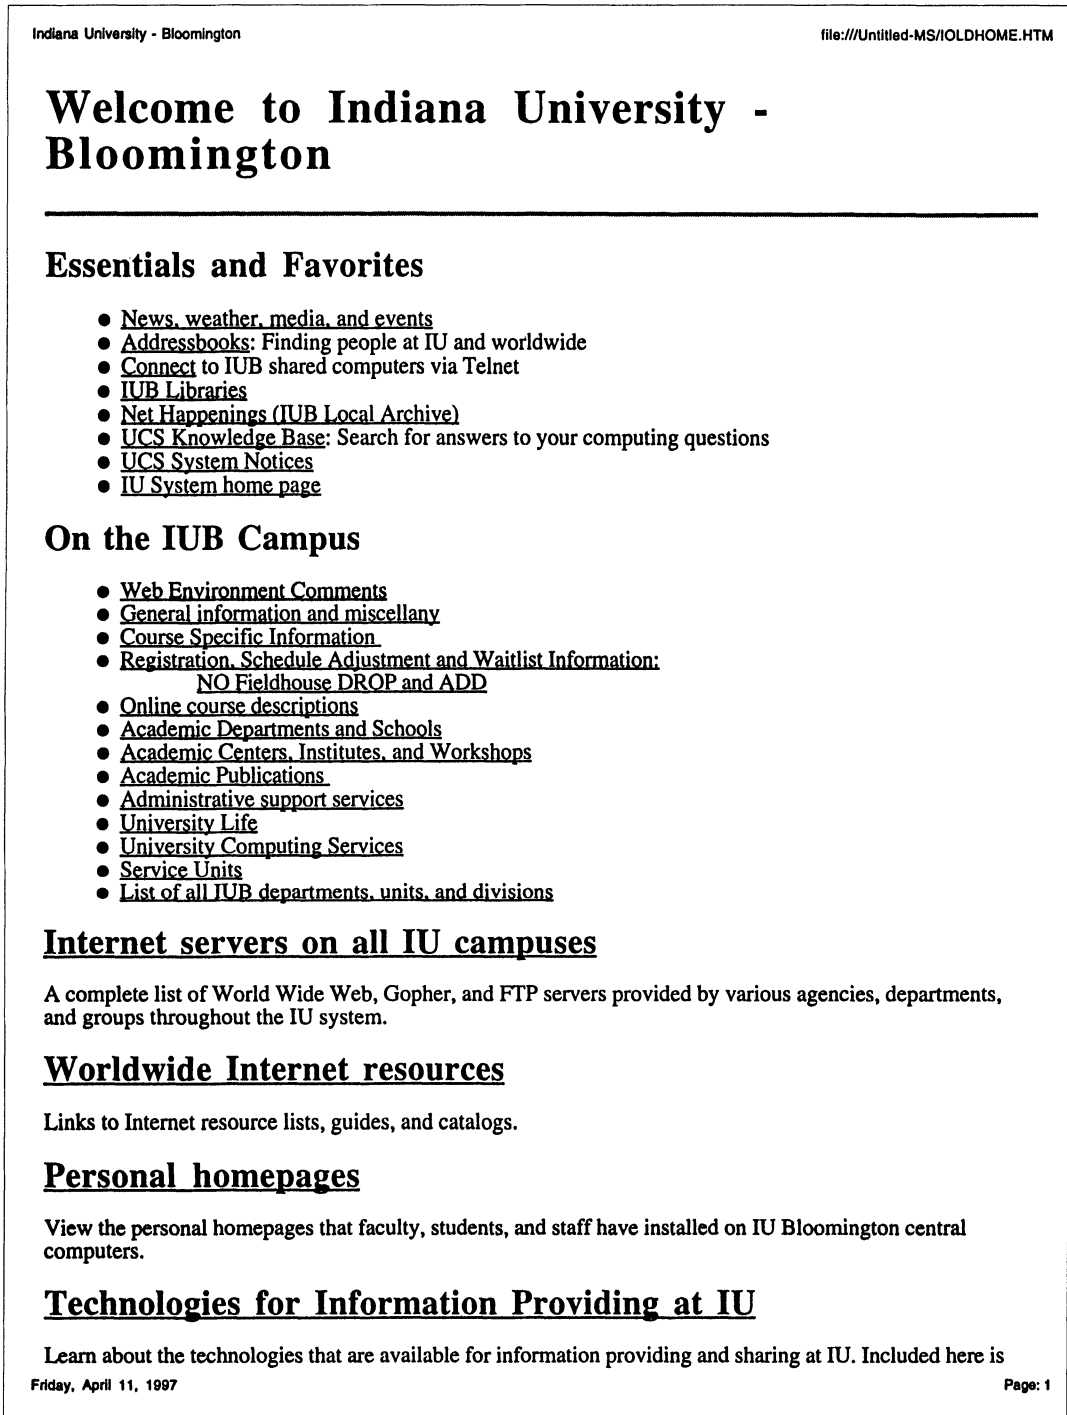 Indiana University - Bloomington
file:///Untitled-MS/IOLDHOME.HTM
Welcome to Indiana University -
Bloomington
Essentials and Favorites
● News, weather, media, and events
● Addressbooks: Finding people at IU and worldwide
● Connect to IUB shared computers via Telnet
● IUB Libraries
● Net Happenings (IUB Local Archive)
● UCS Knowledge Base: Search for answers to your computing questions
● UCS System Notices
● IU System home page
On the IUB Campus
● Web Environment Comments
● General information and miscellany
● Course Specific Information
● Registration, Schedule Adjustment and Waitlist Information:
NO Fieldhouse DROP and ADD
● Online course descriptions
● Academic Departments and Schools
● Academic Centers, Institutes, and Workshops
● Academic Publications
● Administrative support services
● University Life
● University Computing Services
● Service Units
● List of all IUB departments, units, and divisions
Internet servers on all IU campuses
A complete list of World Wide Web, Gopher, and FTP servers provided by various agencies, departments,
and groups throughout the IU system.
Worldwide Internet resources
Links to Internet resource lists, guides, and catalogs.
Personal homepages
View the personal homepages that faculty, students, and staff have installed on IU Bloomington central
computers.
Technologies for Information Providing at IU
Learn about the technologies that are available for information providing and sharing at IU. Included here is
Friday, April 11, 1997
Page: 1